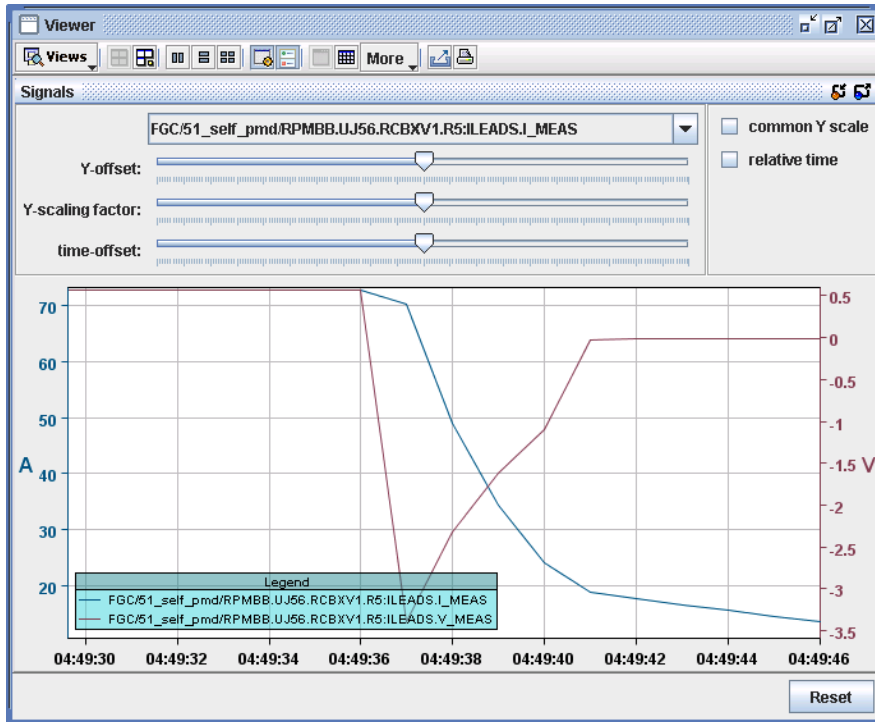 Viewer
Views More
Signals
FGC/51_self_pmd/RPMBB.UJ56.RCBXV1.R5:ILEADS.I_MEAS
common Y scale
Y-offset:
relative time
Y-scaling factor:
time-offset:
70
60
50
A
40
30
20
0.5
0
-0.5
-1
-1.5 V
-2
-2.5
-3
-3.5
Legend
FGC/51_self_pmd/RPMBB.UJ56.RCBXV1.R5:ILEADS.I_MEAS
FGC/51_self_pmd/RPMBB.UJ56.RCBXV1.R5:ILEADS.V_MEAS
04:49:30 04:49:32 04:49:34 04:49:36 04:49:38 04:49:40 04:49:42 04:49:44 04:49:46
Reset